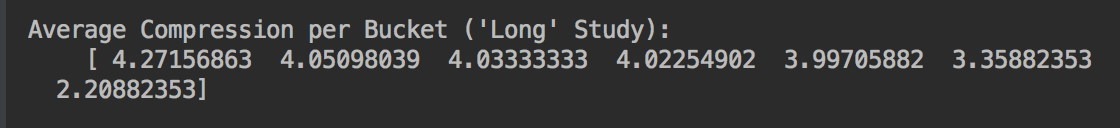 Average Compression per Bucket ('Long' Study):
[ 4.27156863 4.05098039 4.03333333 4.02254902 3.99705882 3.35882353
2.20882353]